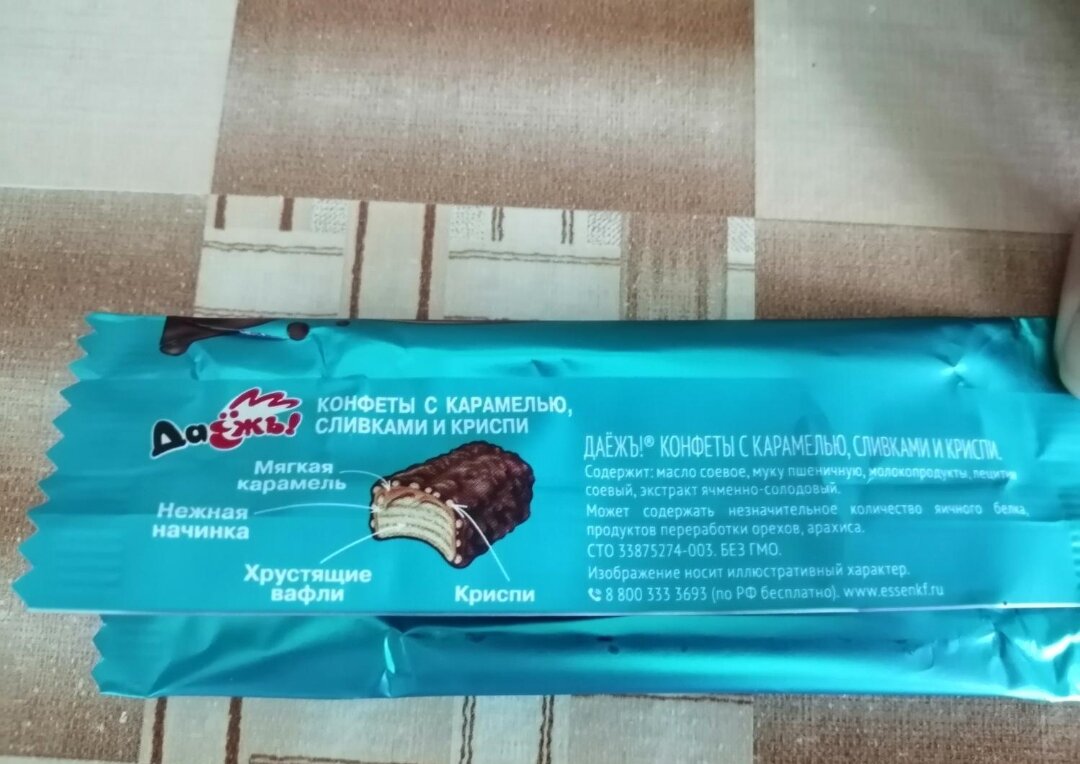 ДаЁжъ!
КОНФЕТЫ С КАРАМЕЛЬЮ,
СЛИВКАМИ И КРИСПИ
Мягкая
карамель
Нежная
начинка
Хрустящие
вафли
Криспи
ДАЁЖЪ!® КОНФЕТЫ С КАРАМЕЛЬЮ, СЛИВКАМИ И КРИСПИ.
Содержит: масло соевое, муку пшеничную, молокопродукты, лецитин
соевый, экстракт ячменно-солодовый.
Может содержать незначительное количество яичного белка,
продуктов переработки орехов, арахиса.
СТО 33875274-003. БЕЗ ГМО.
Изображение носит иллюстративный характер.
8 800 333 3693 (по РФ бесплатно). www.essenkf.ru